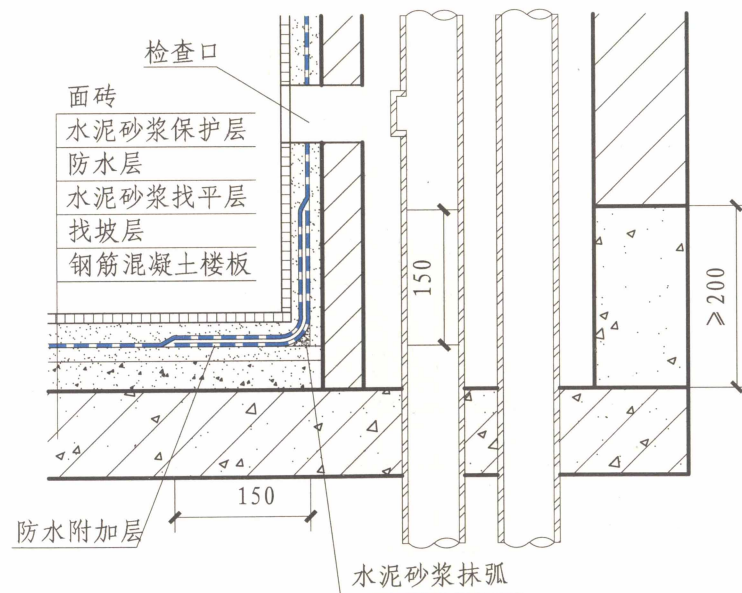 检查口
面砖
水泥砂浆保护层
防水层
水泥砂浆找平层
找坡层
钢筋混凝土楼板
150
≥200
150
防水附加层
水泥砂浆抹弧